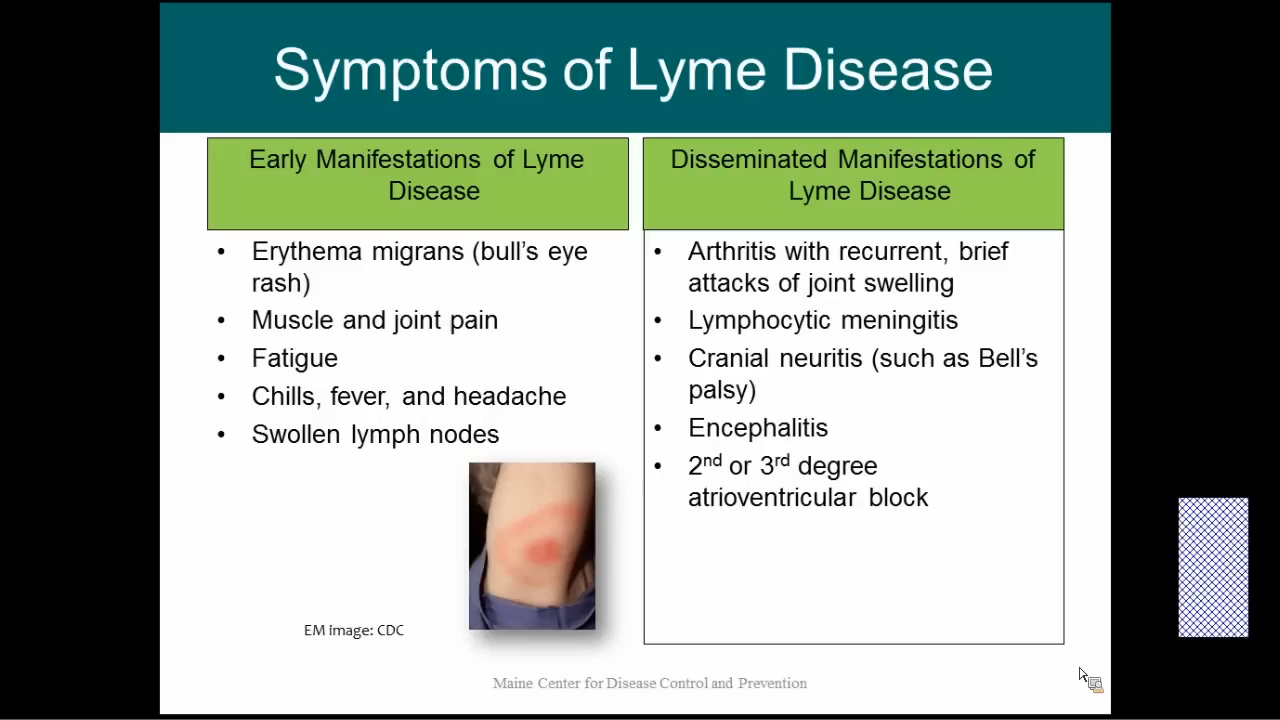 Symptoms of Lyme Disease
Early Manifestations of Lyme
Disease
• Erythema migrans (bull's eye
rash)
• Muscle and joint pain
• Fatigue
• Chills, fever, and headache
• Swollen lymph nodes
EM image: CDC
Disseminated Manifestations of
Lyme Disease
• Arthritis with recurrent, brief
attacks of joint swelling
• Lymphocytic meningitis
• Cranial neuritis (such as Bell's
palsy)
• Encephalitis
• 2nd or 3rd degree
atrioventricular block
Maine Center for Disease Control and Prevention